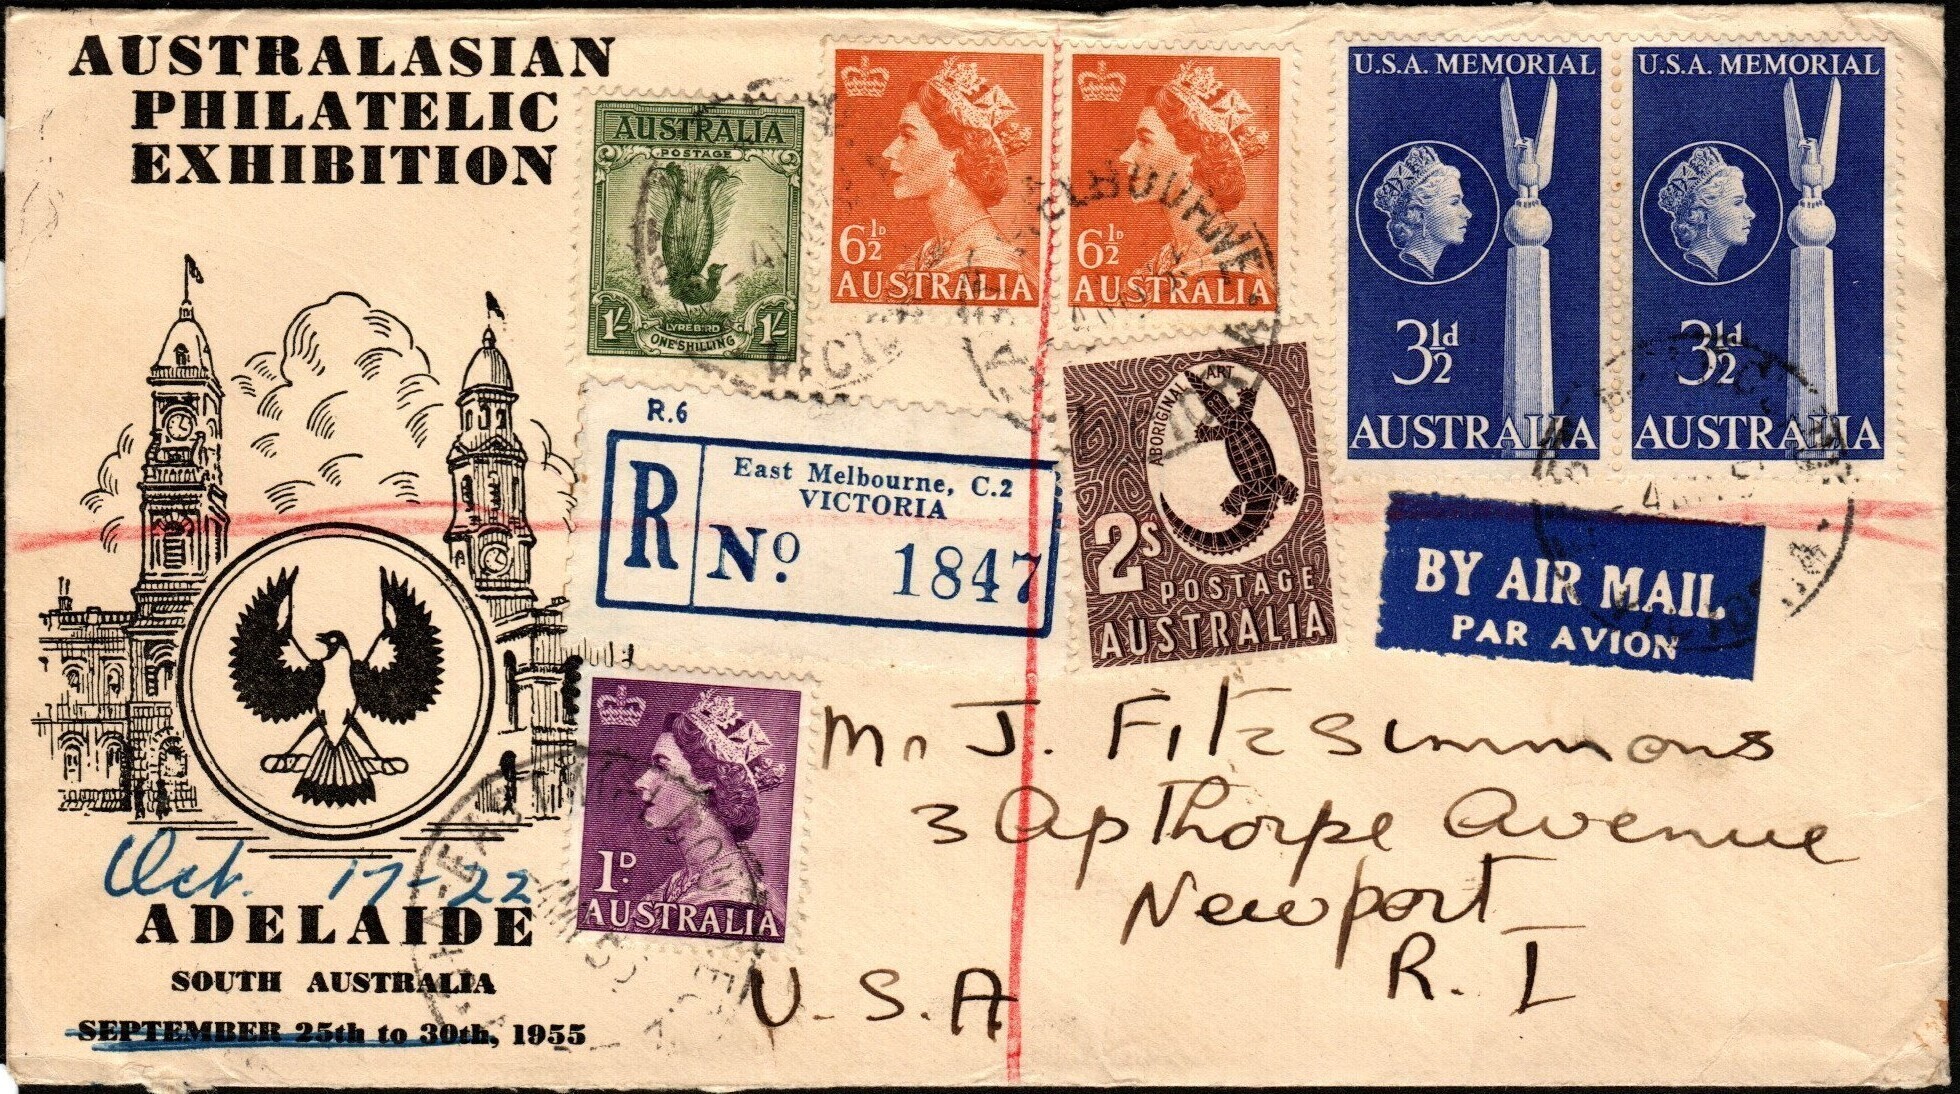 AUSTRALASIAN
PHILATELIC
EXHIBITION
Oct. 17-22
ADELAIDE
SOUTH AUSTRALIA
SEPTEMBER 25th to 30th, 1955
AUSTRALIA
POSTAGE
1/- 1/-
LYREBIRD
ONE SHILLING
6½D
AUSTRALIA
6½D
AUSTRALIA
U.S.A. MEMORIAL
3½d
AUSTRALIA
U.S.A. MEMORIAL
3½d
AUSTRALIA
R.6
R
East Melbourne, C.2
VICTORIA
No. 1847
ABORIGINAL ART
2S
POSTAGE
AUSTRALIA
BY AIR MAIL
PAR AVION
1D.
AUSTRALIA
MELBOURNE
Mr J. Fitzsimmons
3 Apthorpe Avenue
Newport
R. I
U.S.A